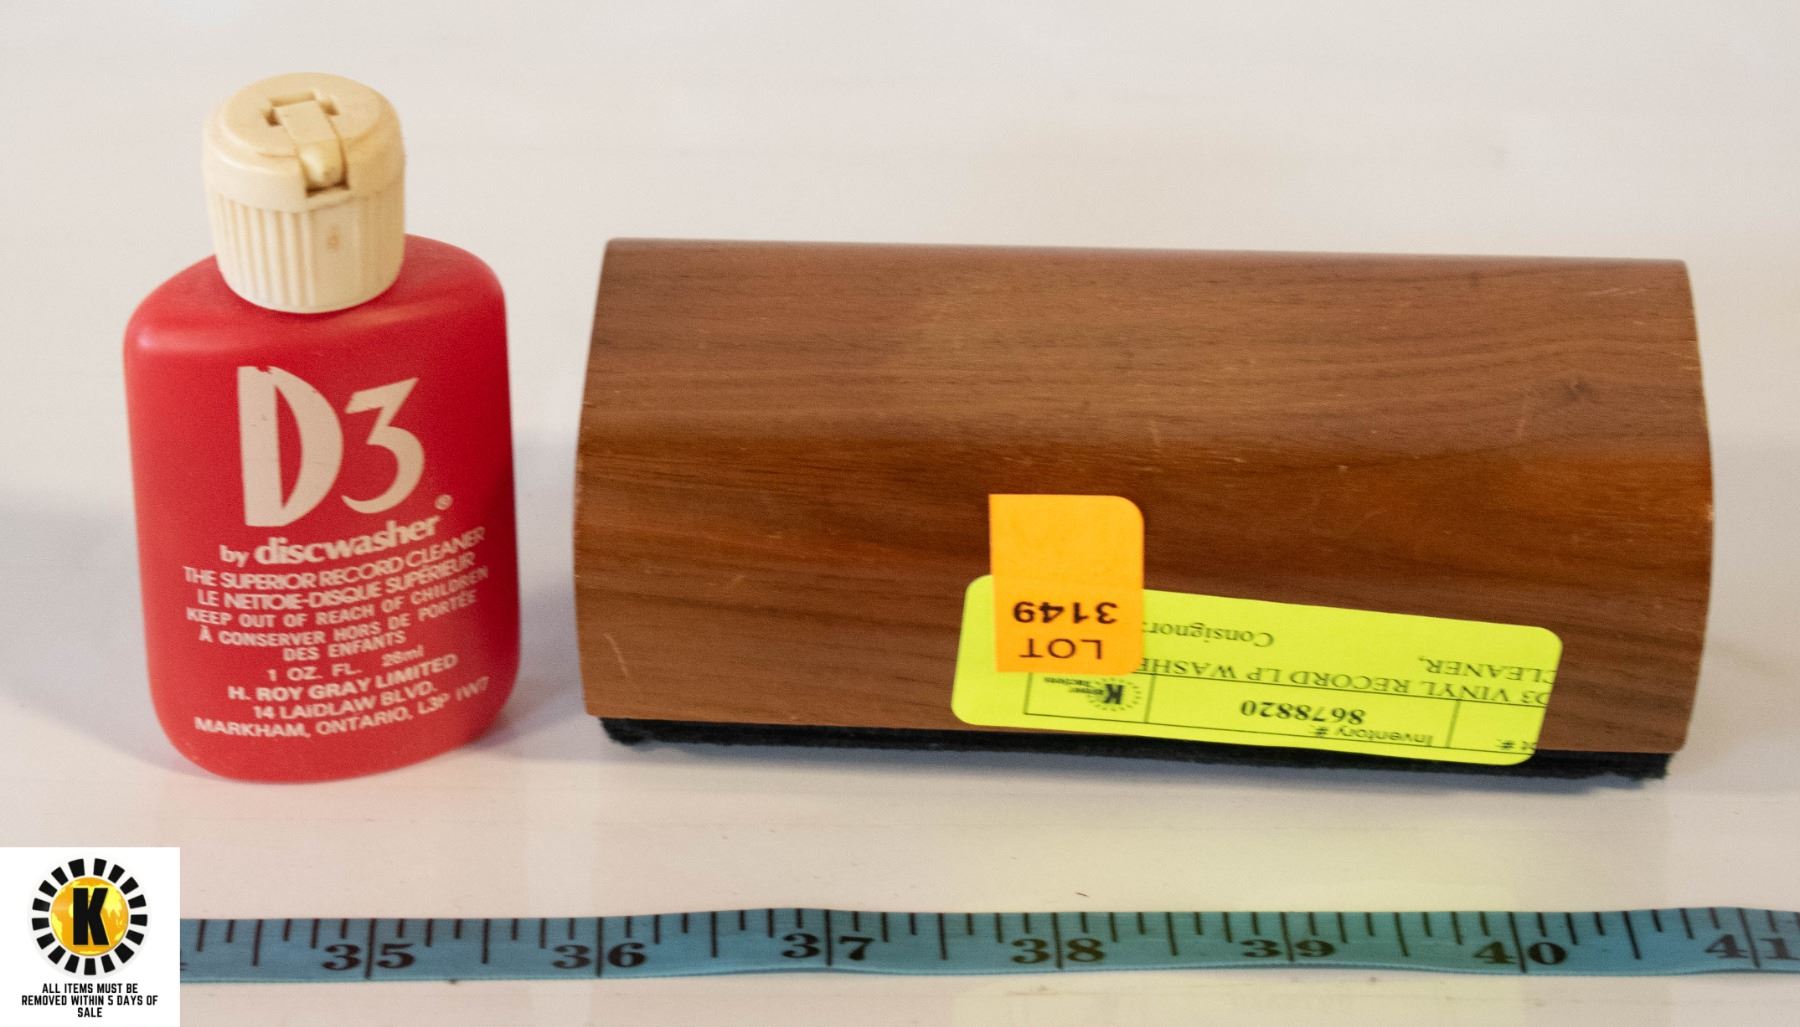 D3
by discwasher®
THE SUPERIOR RECORD CLEANER
LE NETTOIE-DISQUE SUPÉRIEUR
KEEP OUT OF REACH OF CHILDREN
À CONSERVER HORS DE PORTÉE
DES ENFANTS
1 OZ. FL. 28ml
H. ROY GRAY LIMITED
14 LAIDLAW BLVD.
MARKHAM, ONTARIO, L3P 1W7
LOT
3149
Inventory #:
8678820
D3 VINYL RECORD LP WASHE
CLEANER,
Consignor:
35 36 37 38 39 40 41
K
ALL ITEMS MUST BE
REMOVED WITHIN 5 DAYS OF
SALE